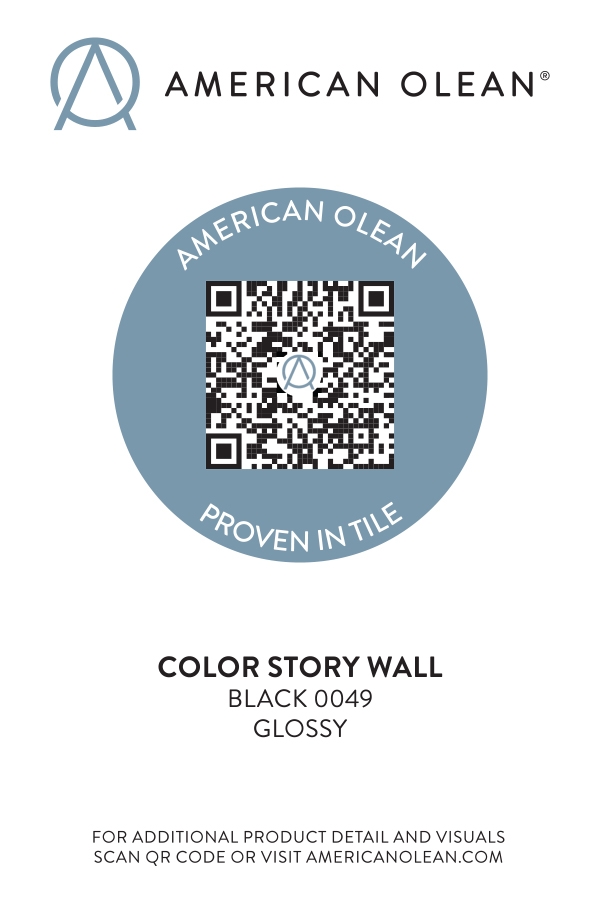 AMERICAN OLEAN®
AMERICAN OLEAN
PROVEN IN TILE
COLOR STORY WALL
BLACK 0049
GLOSSY
FOR ADDITIONAL PRODUCT DETAIL AND VISUALS
SCAN QR CODE OR VISIT AMERICANOLEAN.COM